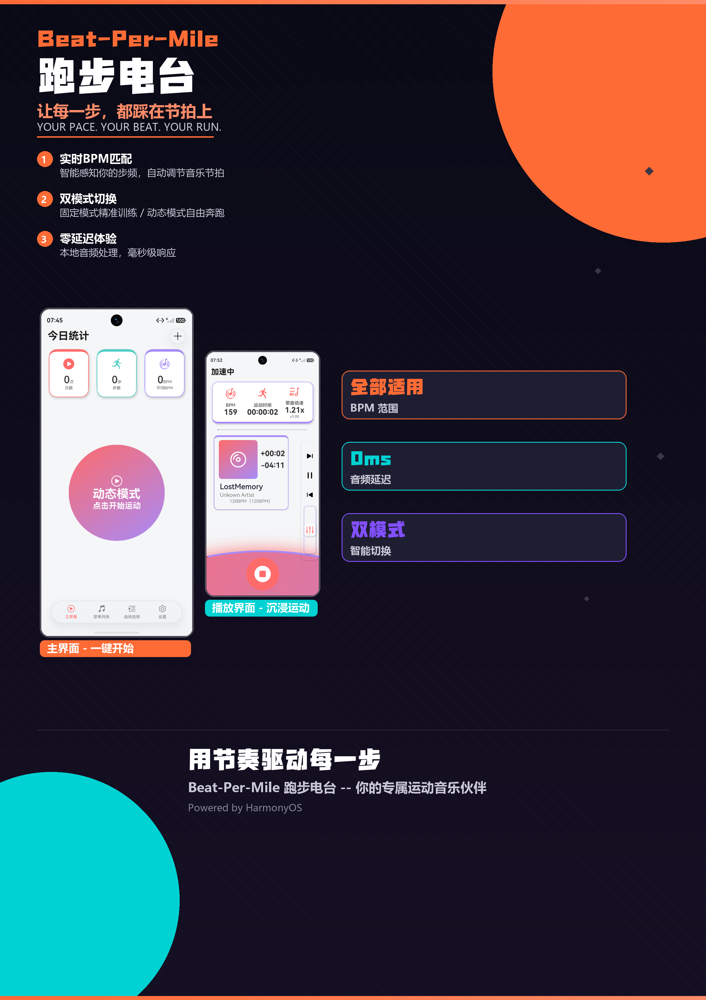 Beat-Per-Mile
跑步电台
让每一步，都踩在节拍上
YOUR PACE. YOUR BEAT. YOUR RUN.
1 实时BPM匹配
智能感知你的步频，自动调节音乐节拍
2 双模式切换
固定模式精准训练 / 动态模式自由奔跑
3 零延迟体验
本地音频处理，毫秒级响应
07:45 100
今日统计
0次 0步 0BPM
次数 步数 平均BPM
动态模式
点击开始运动
主屏幕 歌单列表 曲线选择 设置
主界面 - 一键开始
07:52 100
加速中
BPM 运动时间 歌曲倍速
159 00:00:02 1.21x
x1.00
+00:02
-04:11
LostMemory
Unkown Artist
120BPM（120BPM）
播放界面 - 沉浸运动
全部适用
BPM 范围
0ms
音频延迟
双模式
智能切换
用节奏驱动每一步
Beat-Per-Mile 跑步电台 -- 你的专属运动音乐伙伴
Powered by HarmonyOS